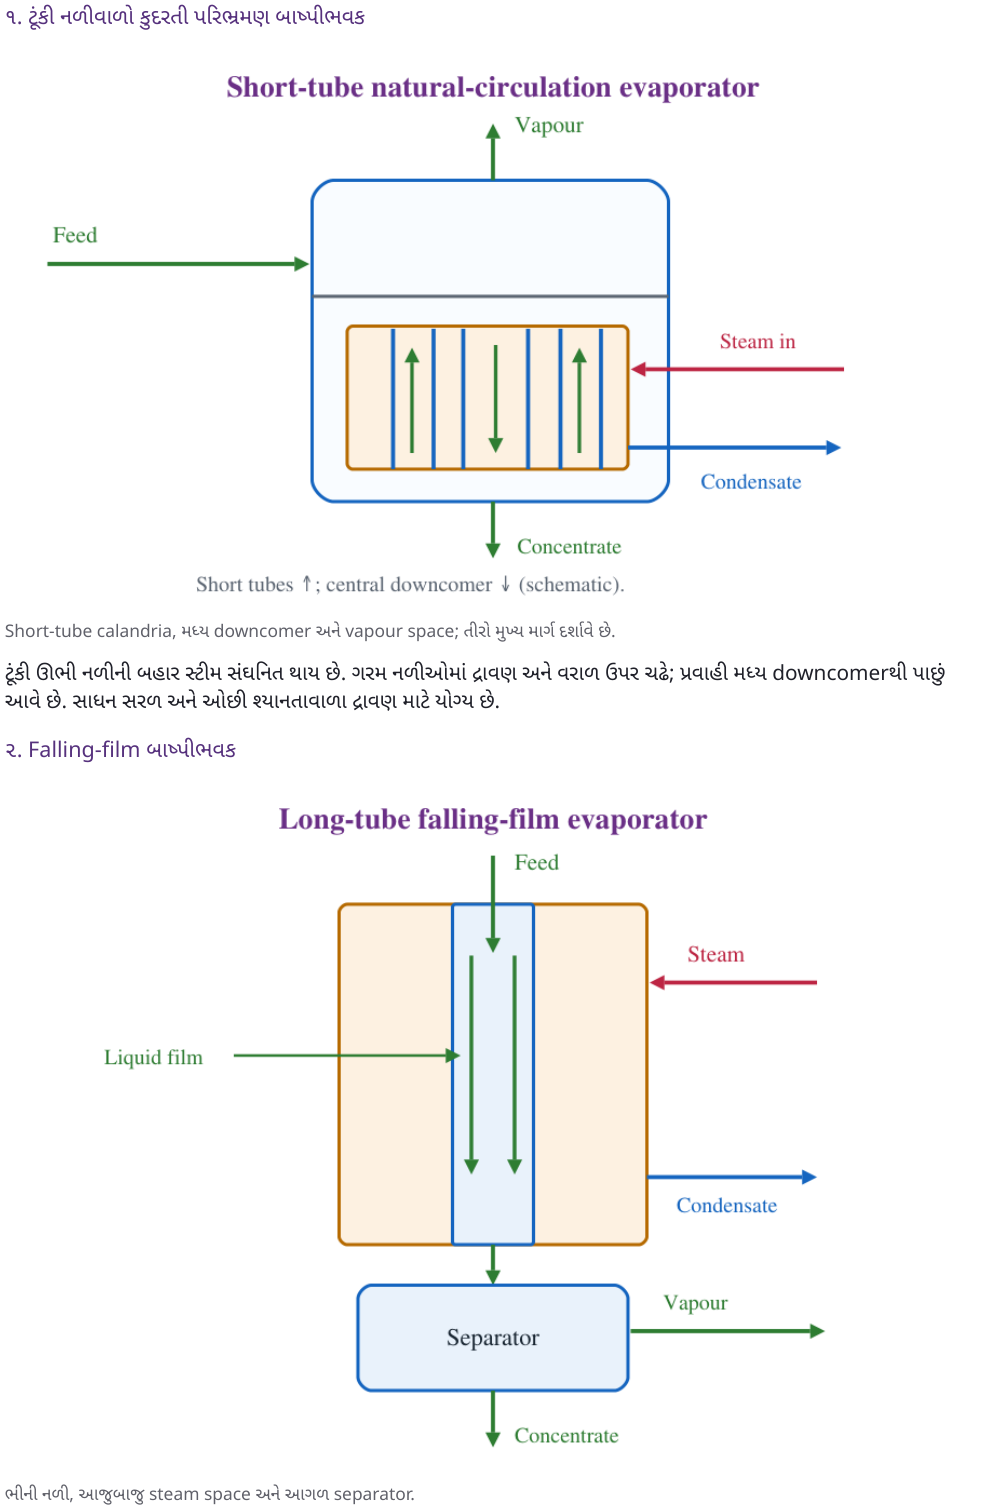 ૧. ટૂંકી નળીવાળો કુદરતી પરિભ્રમણ બાષ્પીભવક
Short-tube natural-circulation evaporator
Vapour
Feed
Steam in
Condensate
Concentrate
Short tubes ↑; central downcomer ↓ (schematic).
Short-tube calandria, મધ્ય downcomer અને vapour space; તીરો મુખ્ય માર્ગ દર્શાવે છે.
ટૂંકી ઊભી નળીની બહાર સ્ટીમ સંઘનિત થાય છે. ગરમ નળીઓમાં દ્રાવણ અને વરાળ ઉપર ચઢે; પ્રવાહી મધ્ય downcomerથી પાછું
આવે છે. સાધન સરળ અને ઓછી શ્યાનતાવાળા દ્રાવણ માટે યોગ્ય છે.
૨. Falling-film બાષ્પીભવક
Long-tube falling-film evaporator
Feed
Steam
Liquid film
Condensate
Vapour
Separator
Concentrate
ભીની નળી, આજુબાજુ steam space અને આગળ separator.